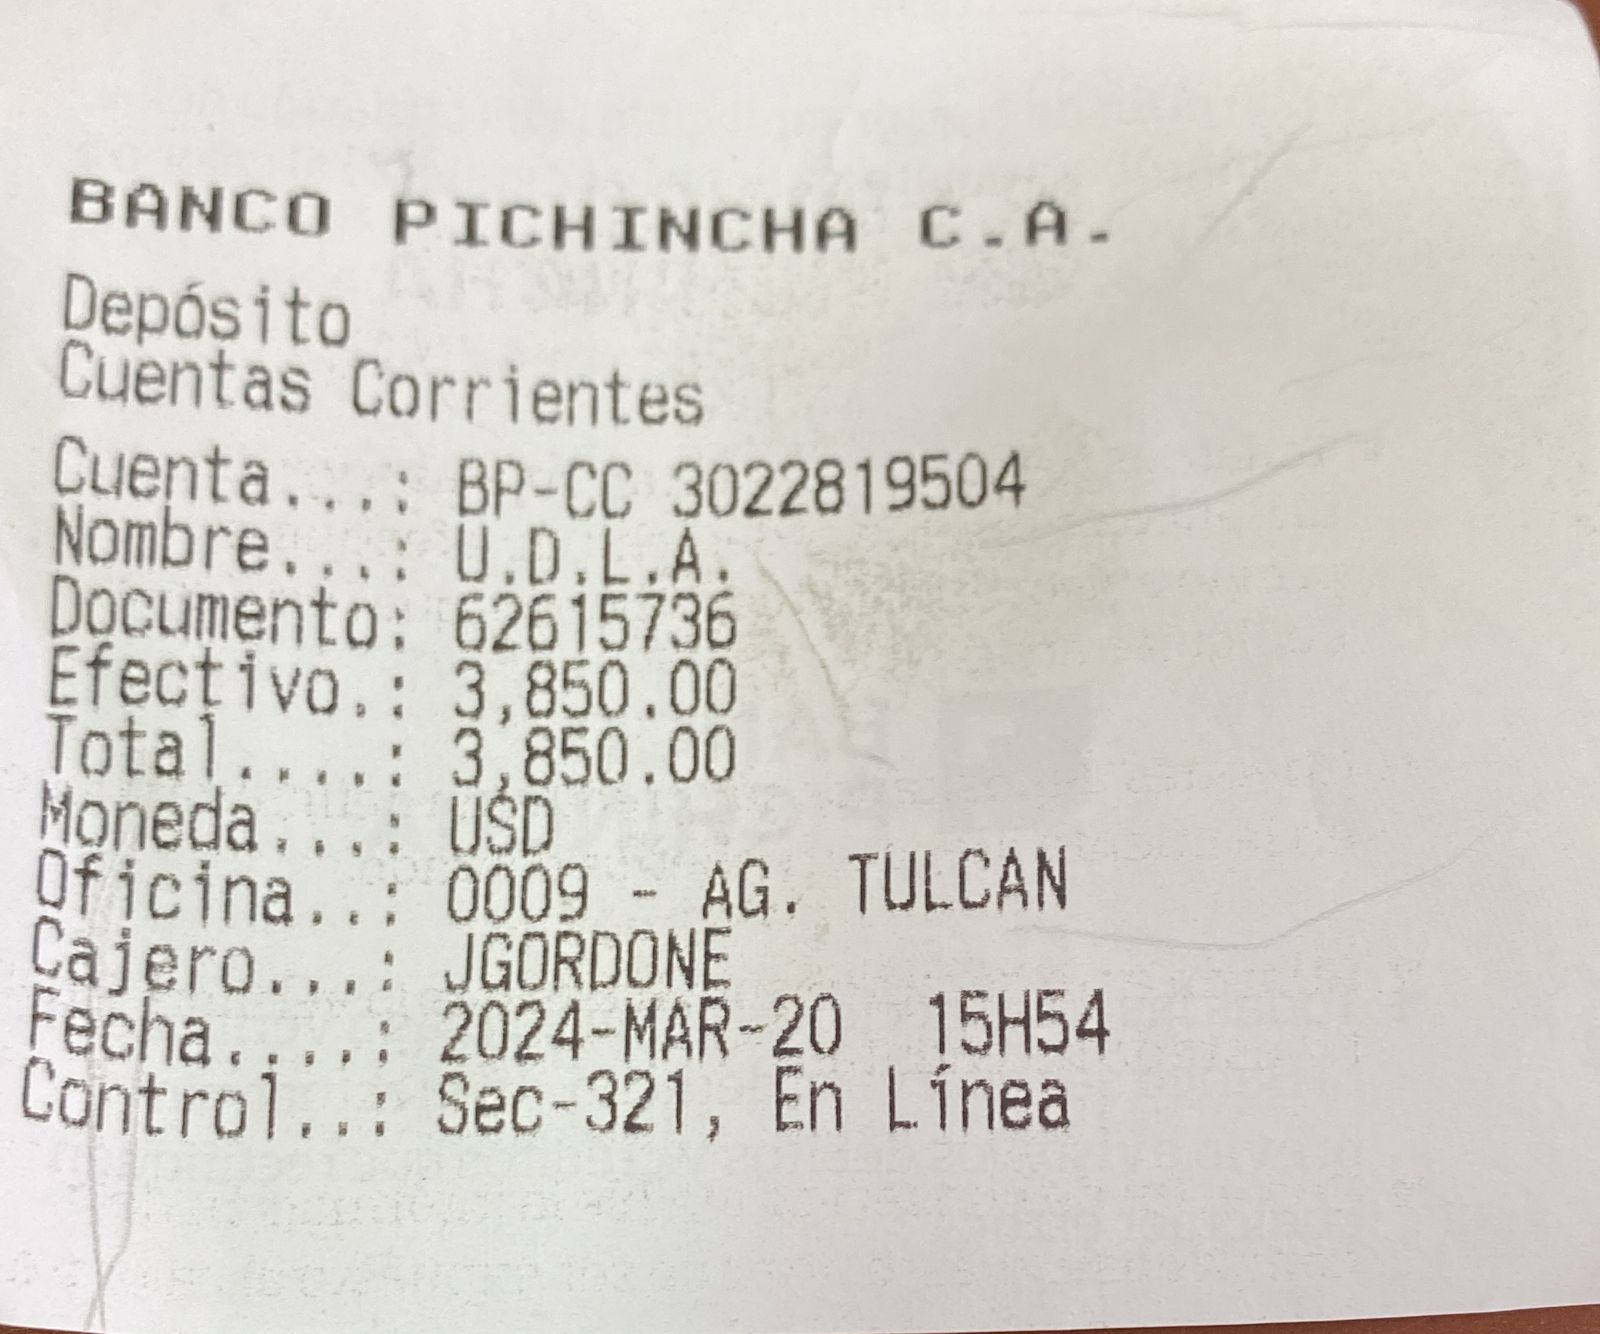 BANCO PICHINCHA C.A.
Depósito
Cuentas Corrientes
Cuenta...: BP-CC 3022819504
Nombre...: U.D.L.A.
Documento: 62615736
Efectivo.: 3,850.00
Total....: 3,850.00
Moneda...: USD
Oficina..: 0009 - AG. TULCAN
Cajero...: JGORDONE
Fecha....: 2024-MAR-20  15H54
Control..: Sec-321, En Línea